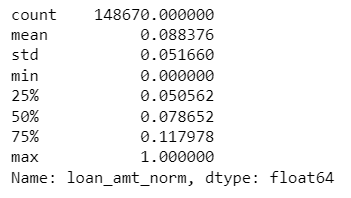 count    148670.000000
mean          0.088376
std           0.051660
min           0.000000
25%           0.050562
50%           0.078652
75%           0.117978
max           1.000000
Name: loan_amt_norm, dtype: float64